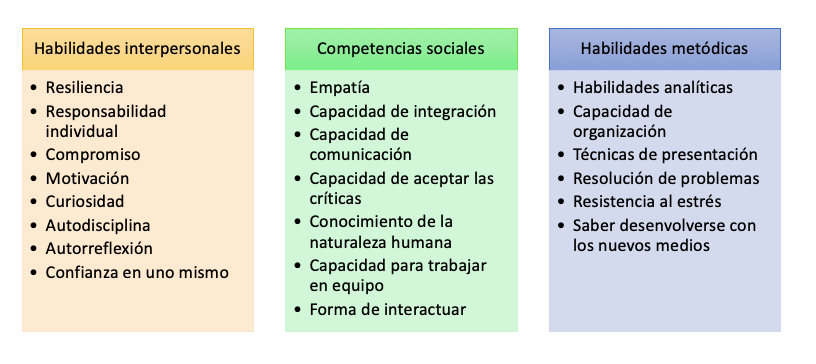 Habilidades interpersonales
• Resiliencia
• Responsabilidad
individual
• Compromiso
• Motivación
• Curiosidad
• Autodisciplina
• Autorreflexión
• Confianza en uno mismo
Competencias sociales
• Empatía
• Capacidad de integración
• Capacidad de
comunicación
• Capacidad de aceptar las
críticas
• Conocimiento de la
naturaleza humana
• Capacidad para trabajar
en equipo
• Forma de interactuar
Habilidades metódicas
• Habilidades analíticas
• Capacidad de
organización
• Técnicas de presentación
• Resolución de problemas
• Resistencia al estrés
• Saber desenvolverse con
los nuevos medios